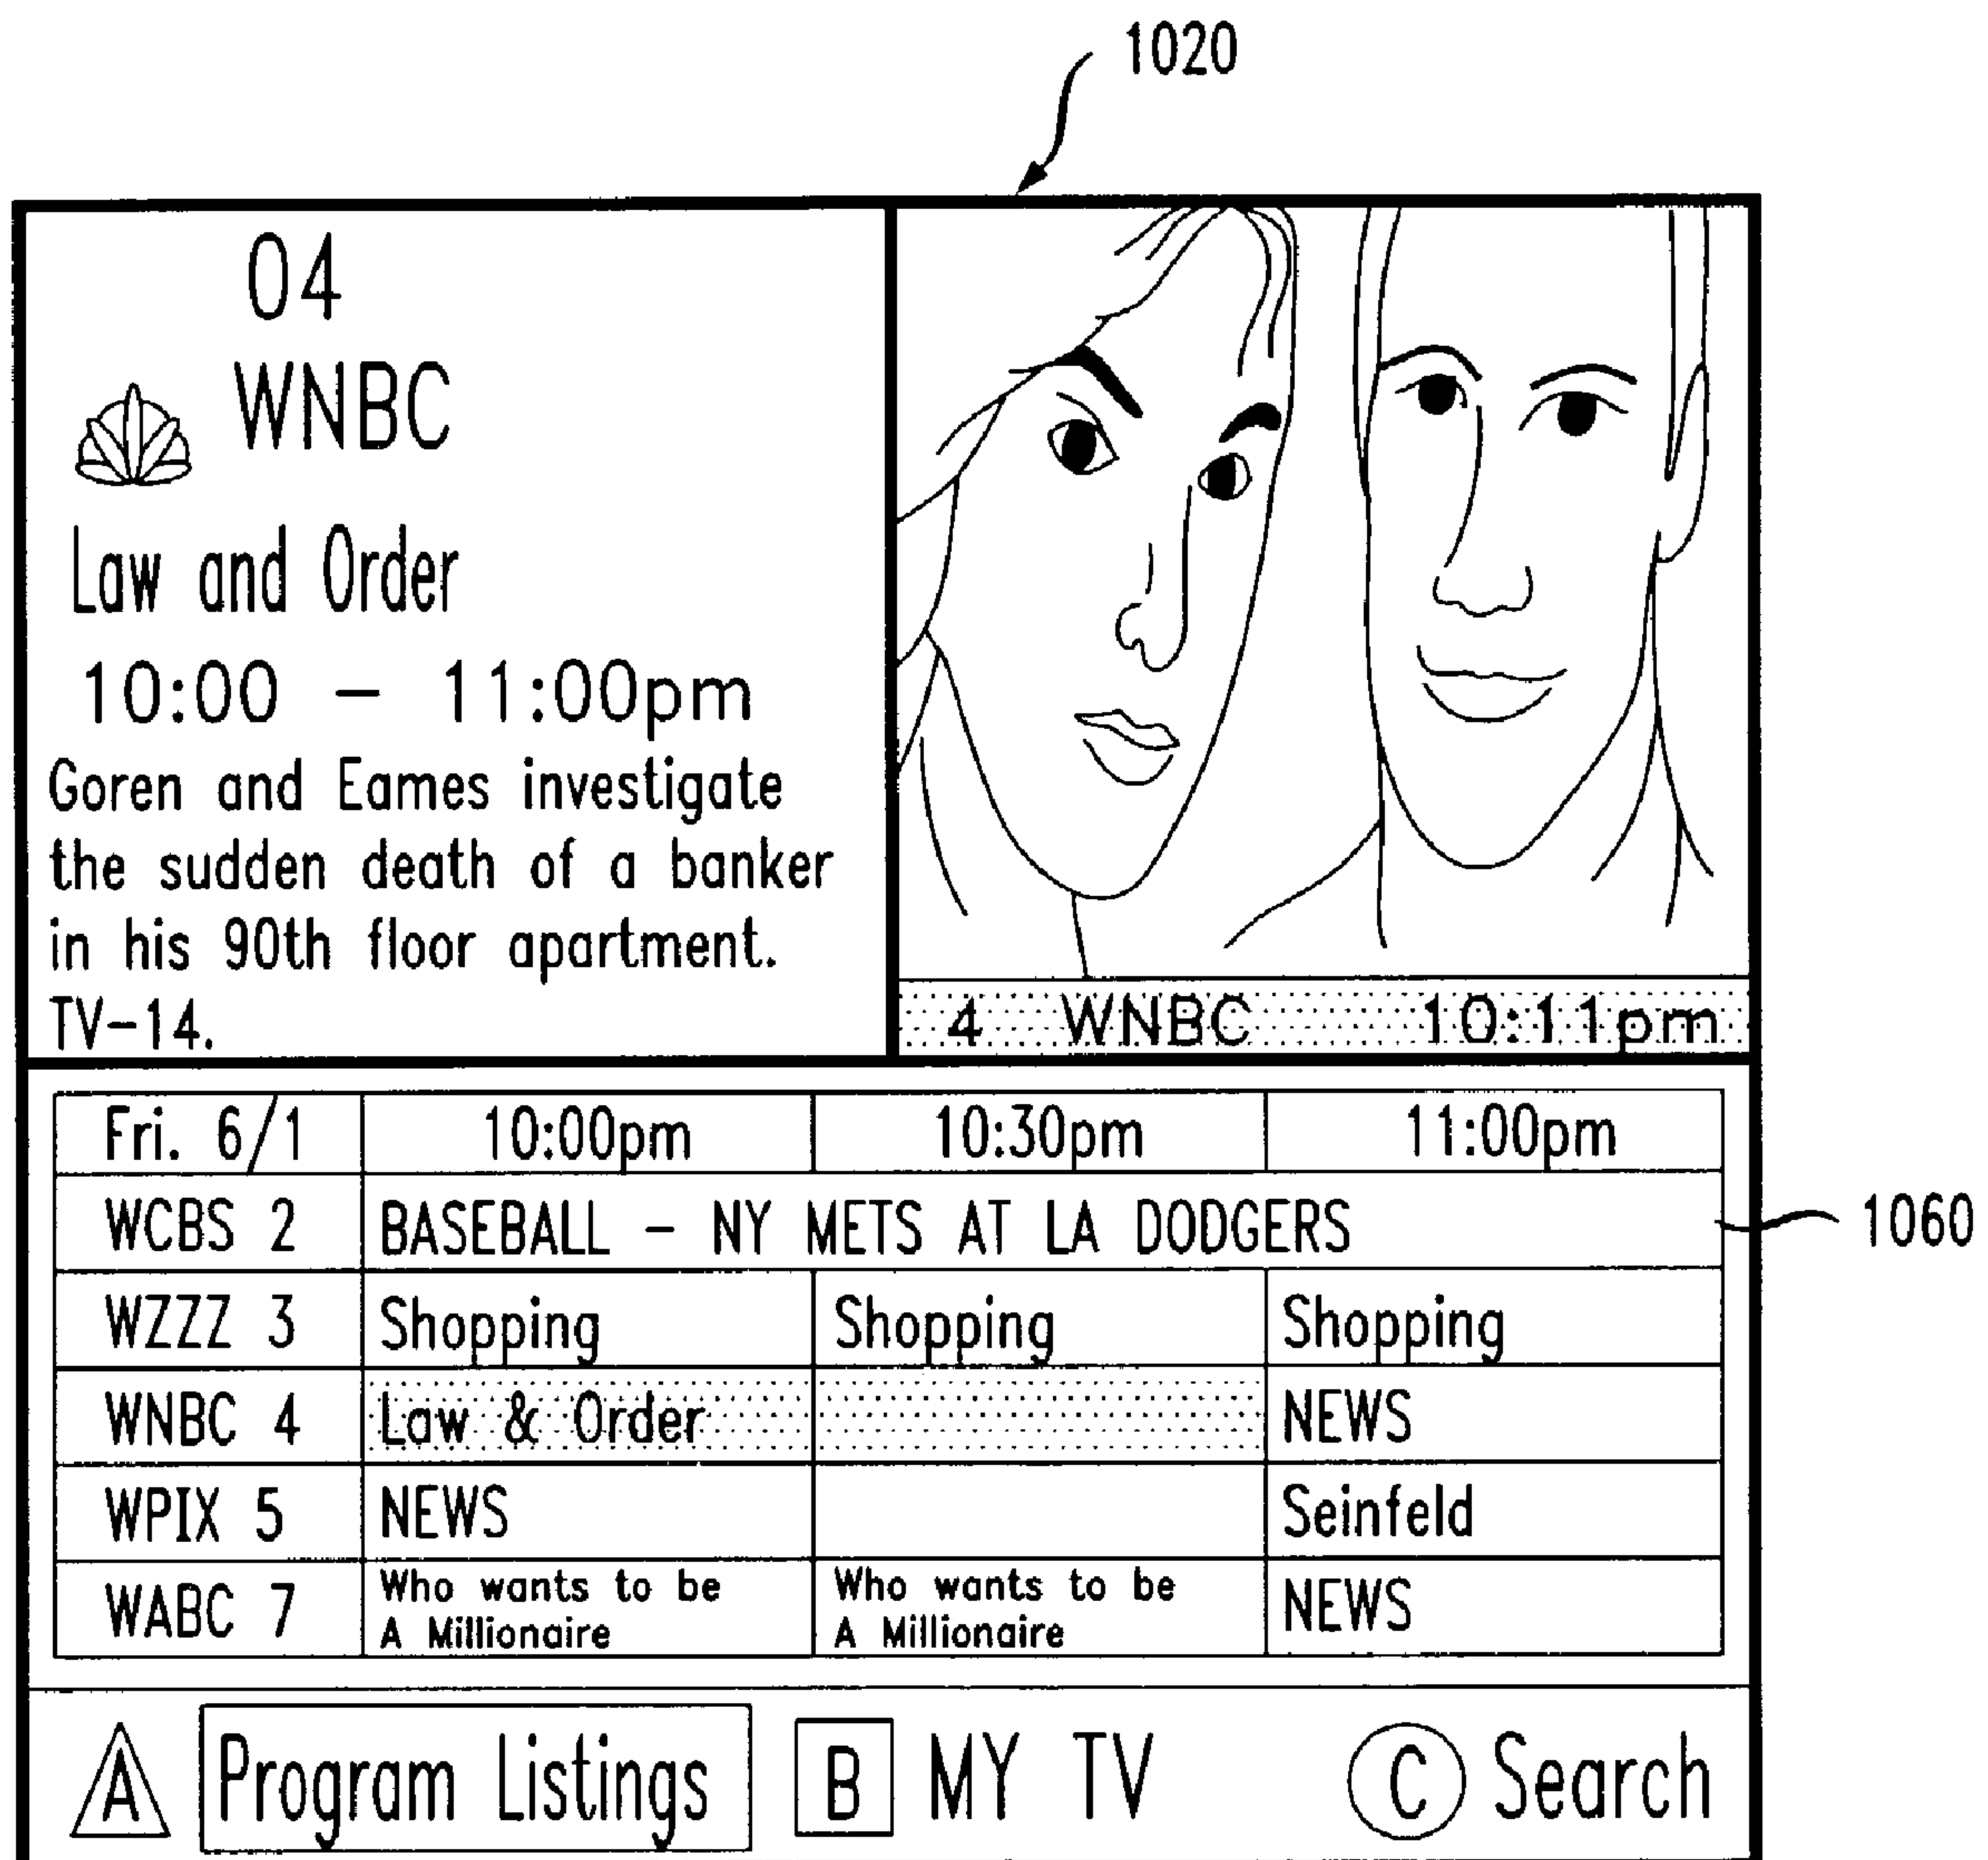 1020
04
WNBC
Law and Order
10:00 - 11:00pm
Goren and Eames investigate
the sudden death of a banker
in his 90th floor apartment.
TV-14.
4 WNBC 10:11pm
Fri. 6/1 10:00pm 10:30pm 11:00pm
WCBS 2 BASEBALL - NY METS AT LA DODGERS
1060
WZZZ 3 Shopping Shopping Shopping
WNBC 4 Law & Order NEWS
WPIX 5 NEWS Seinfeld
WABC 7 Who wants to be A Millionaire Who wants to be A Millionaire NEWS
A Program Listings B MY TV C Search